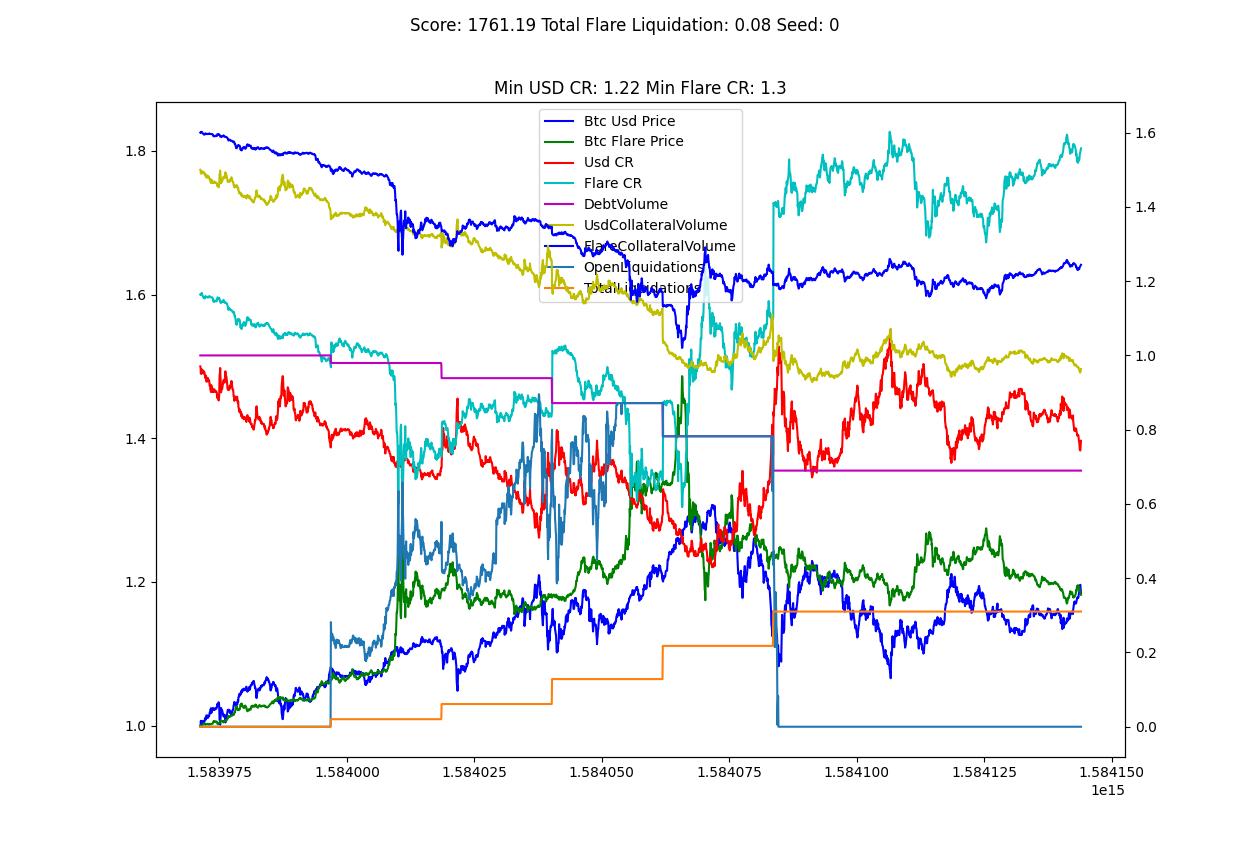 Score: 1761.19 Total Flare Liquidation: 0.08 Seed: 0
Min USD CR: 1.22 Min Flare CR: 1.3
Btc Usd Price
Btc Flare Price
Usd CR
Flare CR
DebtVolume
UsdCollateralVolume
FlareCollateralVolume
OpenLiquidations
TotalLiquidations
1.8
1.6
1.4
1.2
1.0
1.6
1.4
1.2
1.0
0.8
0.6
0.4
0.2
0.0
1.583975 1.584000 1.584025 1.584050 1.584075 1.584100 1.584125 1.584150
1e15